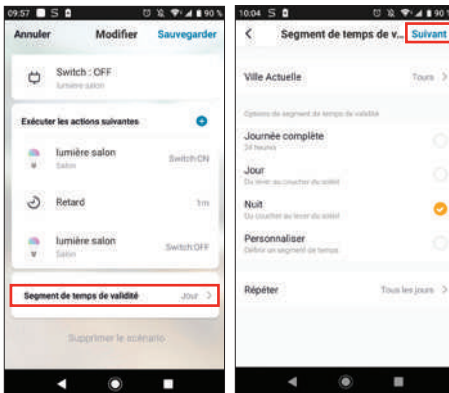 09:57 S 90 %
Annuler Modifier Sauvegarder
Switch : OFF
lumière salon
Exécuter les actions suivantes
lumière salon
Salon
Switch:ON
Retard 1m
lumière salon
Salon
Switch:OFF
Segment de temps de validité Jour >
Supprimer le scénario
10:04 S 90 %
< Segment de temps de v... Suivant
Ville Actuelle Tours >
Options de segment de temps de validité
Journée complète
24 heures
Jour
Du lever au coucher du soleil
Nuit
Du coucher au lever du soleil
Personnaliser
Définir un segment de temps
Répéter Tous les jours >